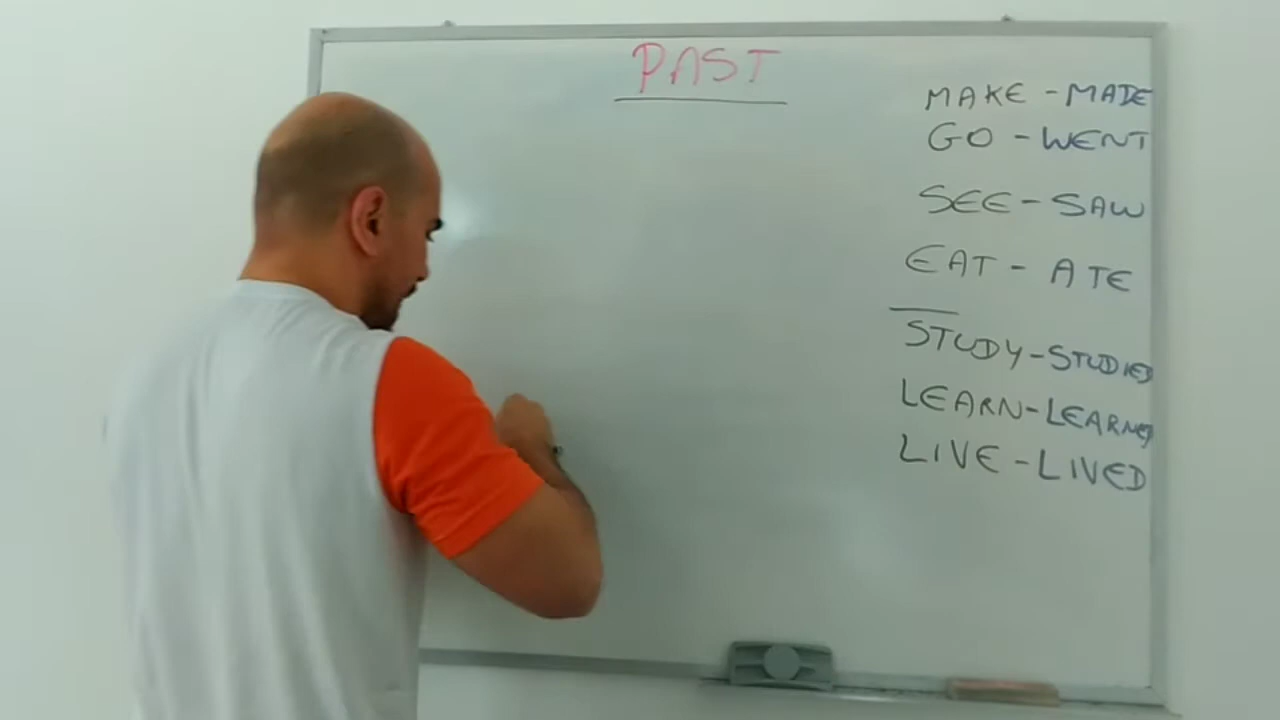 PAST
MAKE - MADE
GO - WENT
SEE - SAW
EAT - ATE
STUDY - STUDIED
LEARN - LEARNED
LIVE - LIVED